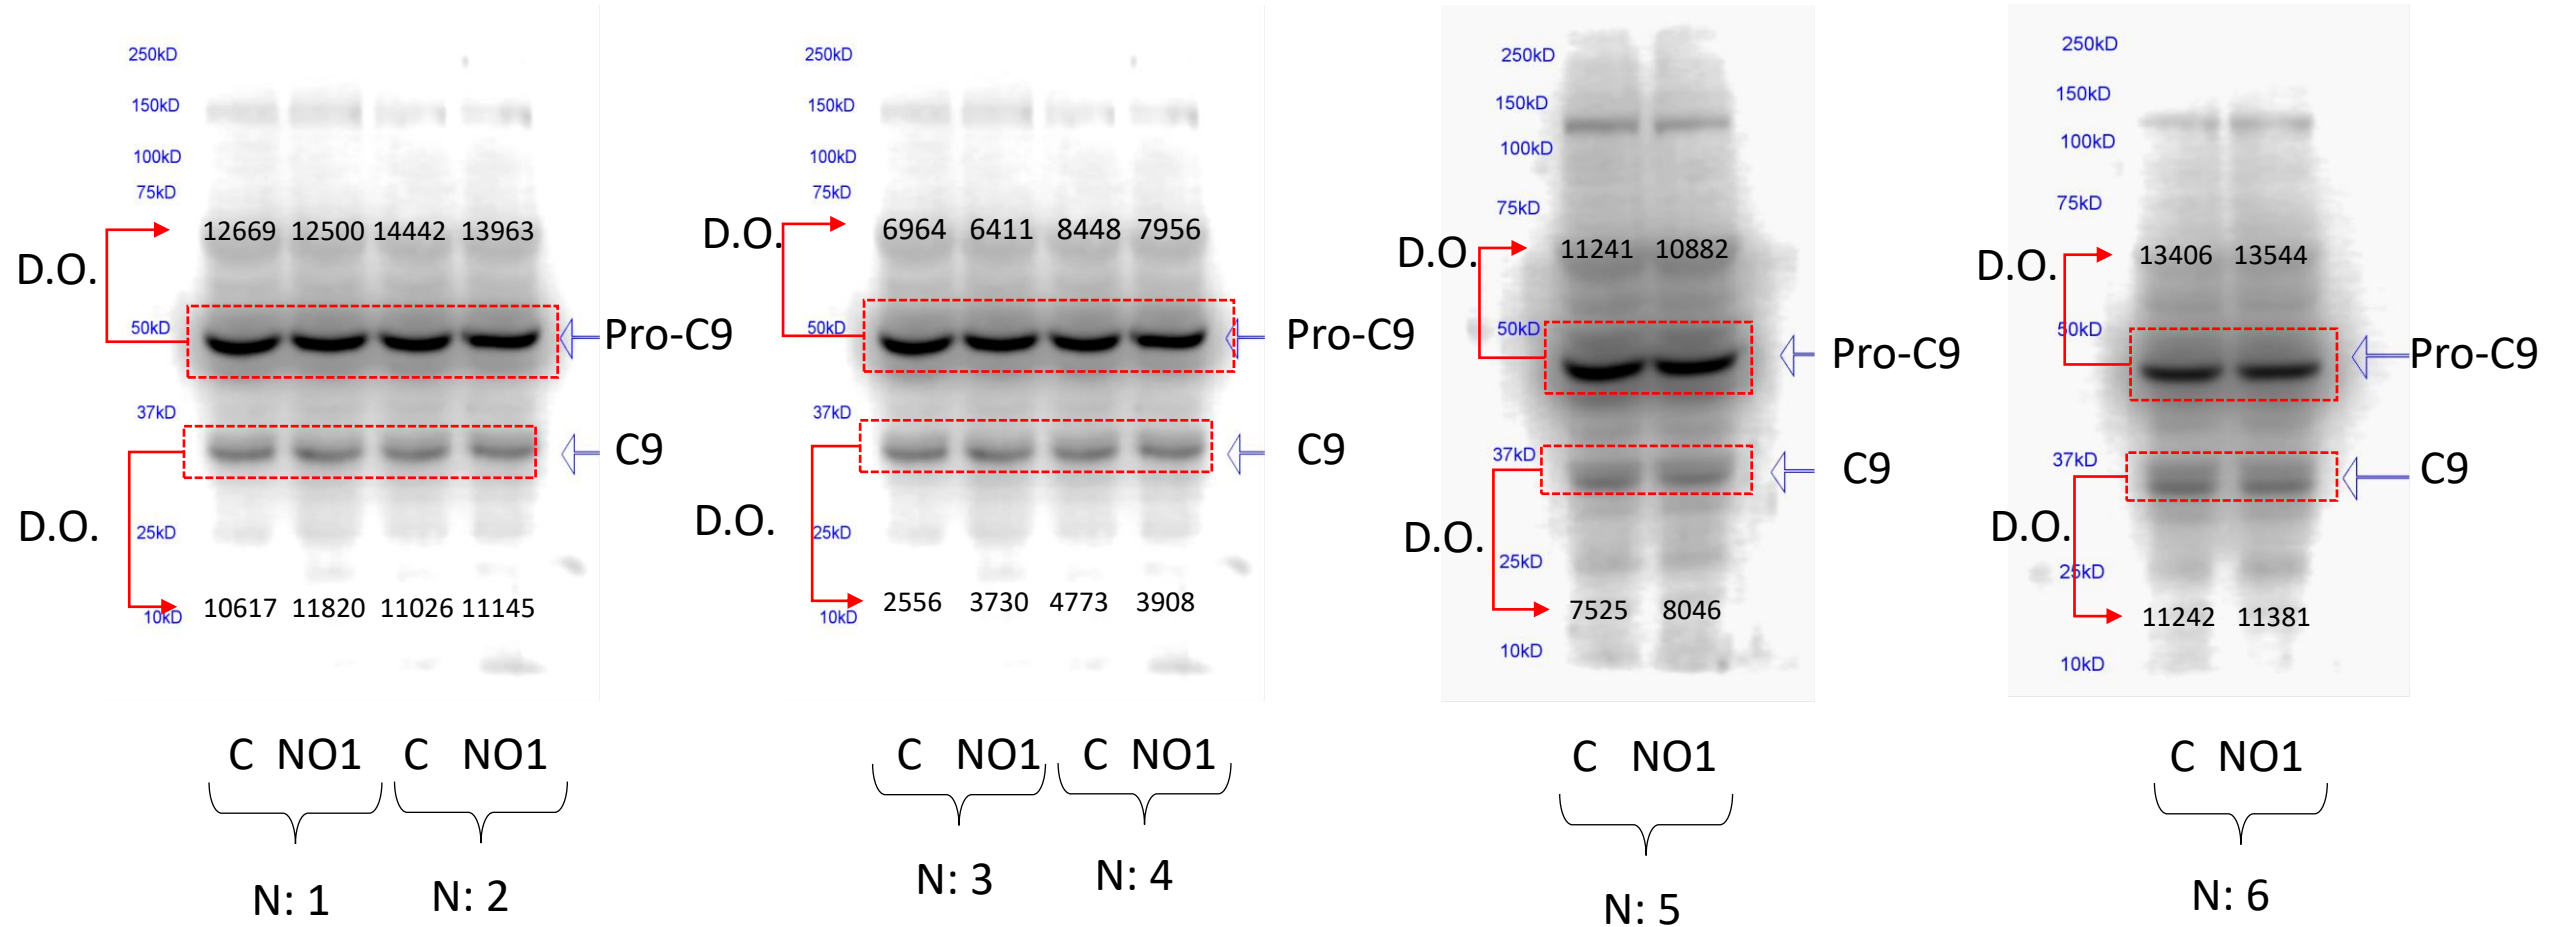 250kD
150kD
100kD
75kD
12669 12500 14442 13963
D.O.
50kD
Pro-C9
37kD
C9
D.O.
25kD
10617 11820 11026 11145
10kD
C NO1 C NO1
N: 1 N: 2
250kD
150kD
100kD
75kD
D.O.
6964 6411 8448 7956
50kD
Pro-C9
37kD
C9
D.O.
25kD
2556 3730 4773 3908
10kD
C NO1 C NO1
N: 3 N: 4
250kD
150kD
100kD
75kD
D.O.
11241 10882
50kD
Pro-C9
37kD
C9
D.O.
25kD
7525 8046
10kD
C NO1
N: 5
250kD
150kD
100kD
75kD
D.O.
13406 13544
50kD
Pro-C9
37kD
C9
D.O.
25kD
11242 11381
10kD
C NO1
N: 6